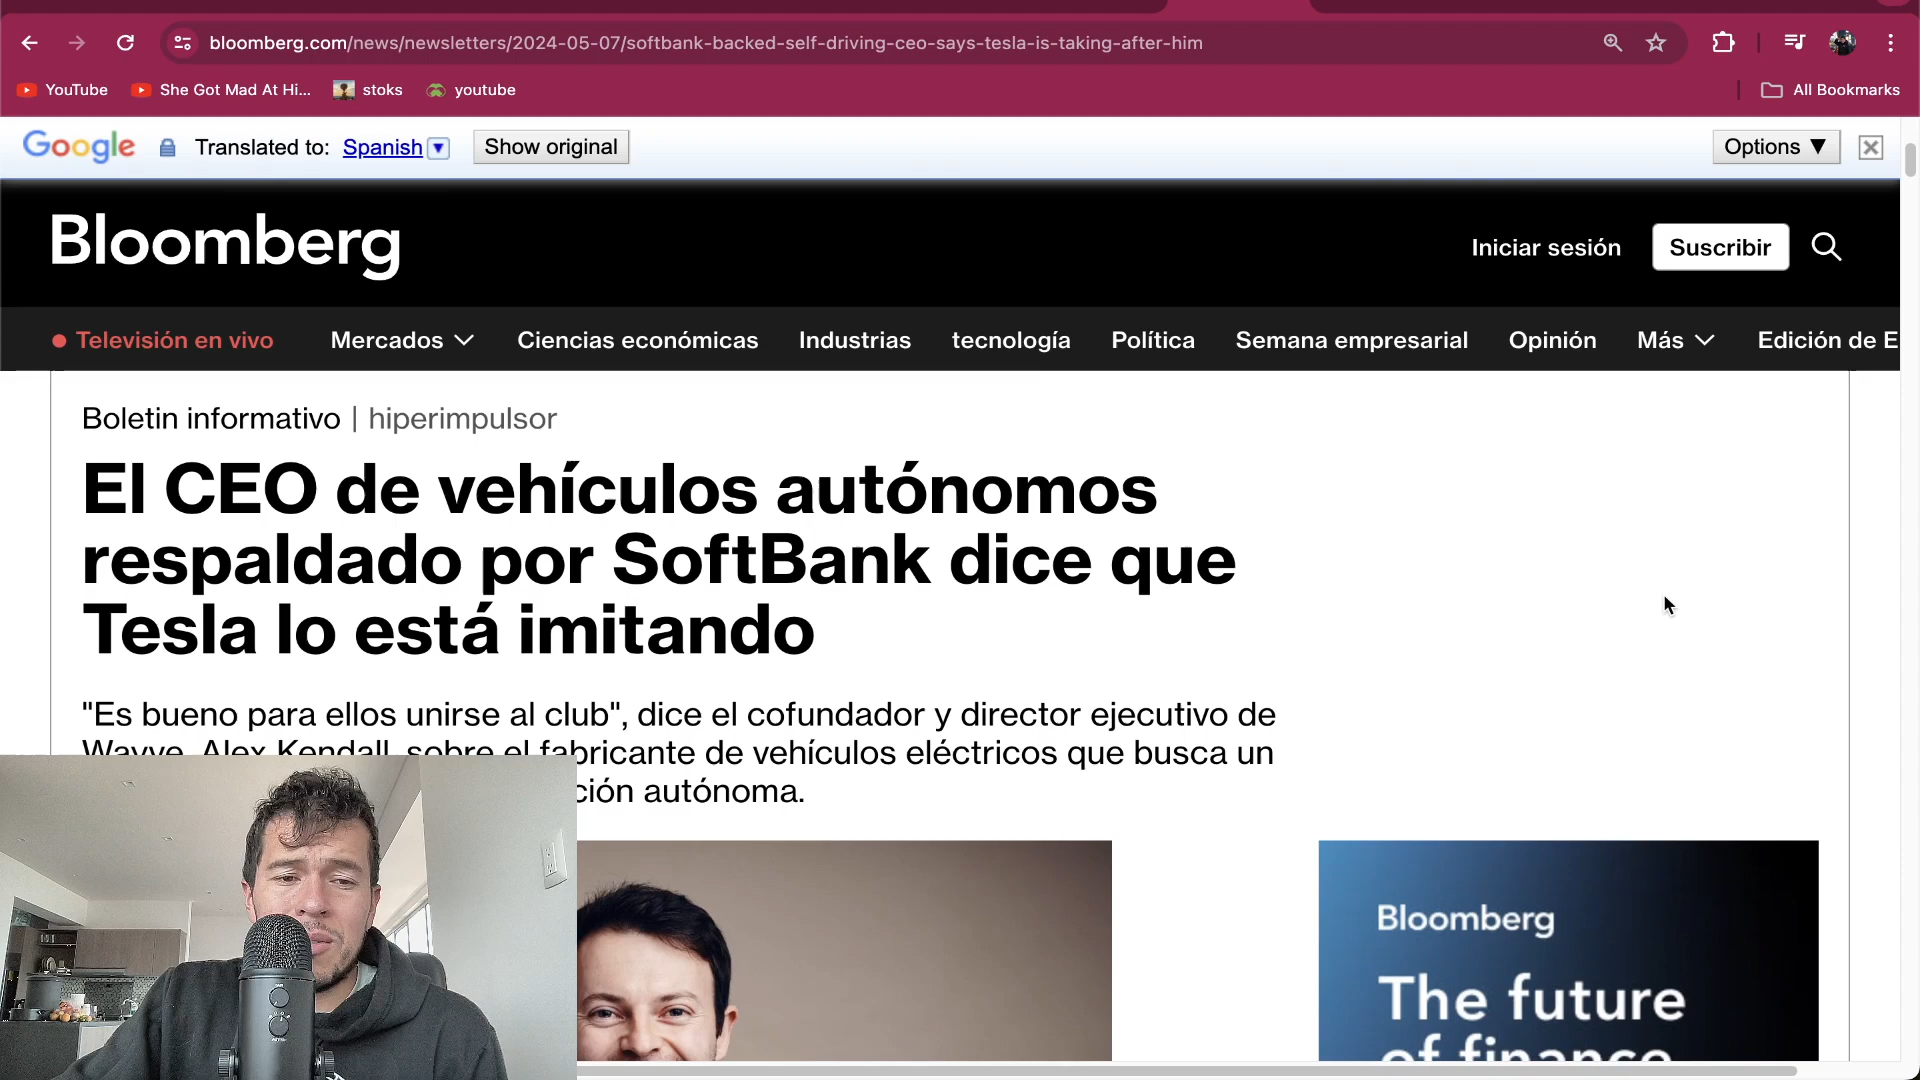 bloomberg.com/news/newsletters/2024-05-07/softbank-backed-self-driving-ceo-says-tesla-is-taking-after-him
YouTube
She Got Mad At Hi...
stoks
youtube
All Bookmarks
Google
Translated to: Spanish
Show original
Options ▼
Bloomberg
Iniciar sesión
Suscribir
Televisión en vivo
Mercados
Ciencias económicas
Industrias
tecnología
Política
Semana empresarial
Opinión
Más
Edición de E
Boletin informativo | hiperimpulsor
El CEO de vehículos autónomos
respaldado por SoftBank dice que
Tesla lo está imitando
"Es bueno para ellos unirse al club", dice el cofundador y director ejecutivo de
Wayve, Alex Kendall, sobre el fabricante de vehículos eléctricos que busca un
ción autónoma.
Bloomberg
The future
of finance